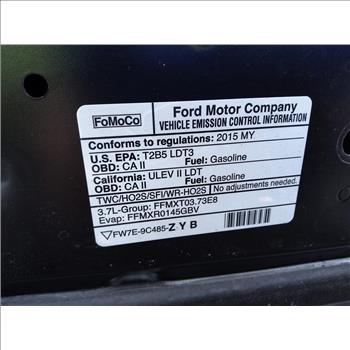 FoMoCo
Ford Motor Company
VEHICLE EMISSION CONTROL INFORMATION
Conforms to regulations: 2015 MY
U.S. EPA: T2B5 LDT3
OBD: CA II Fuel: Gasoline
California: ULEV II LDT
OBD: CA II Fuel: Gasoline
TWC/HO2S/SFI/WR-HO2S No adjustments needed.
3.7L-Group: FFMXT03.73E8
Evap: FFMXR0145GBV
FW7E-9C485-ZYB